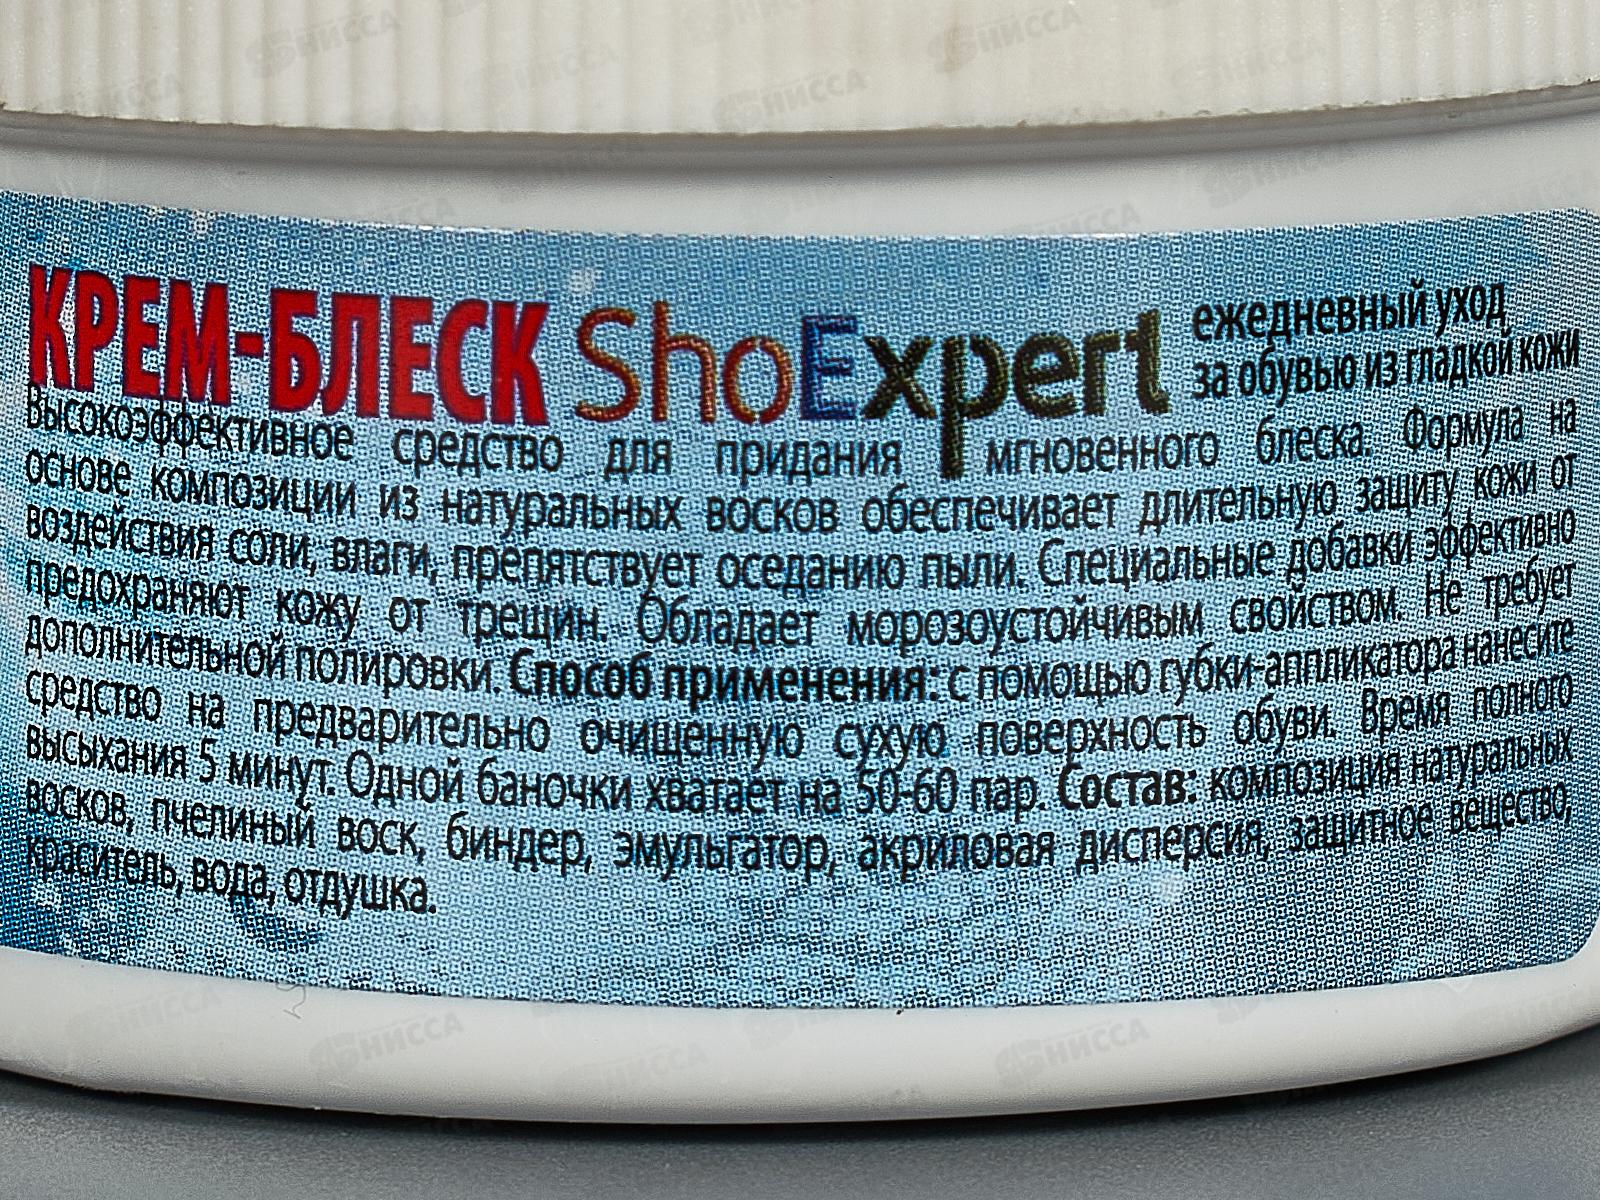 КРЕМ-БЛЕСК ShoExpert ежедневный уход
за обувью из гладкой кожи
Высокоэффективное средство для придания мгновенного блеска. Формула на
основе композиции из натуральных восков обеспечивает длительную защиту кожи от
воздействия соли, влаги, препятствует оседанию пыли. Специальные добавки эффективно
предохраняют кожу от трещин. Обладает морозоустойчивым свойством. Не требует
дополнительной полировки. Способ применения: с помощью губки-аппликатора нанесите
средство на предварительно очищенную сухую поверхность обуви. Время полного
высыхания 5 минут. Одной баночки хватает на 50-60 пар. Состав: композиция натуральных
восков, пчелиный воск, биндер, эмульгатор, акриловая дисперсия, защитное вещество,
краситель, вода, отдушка.